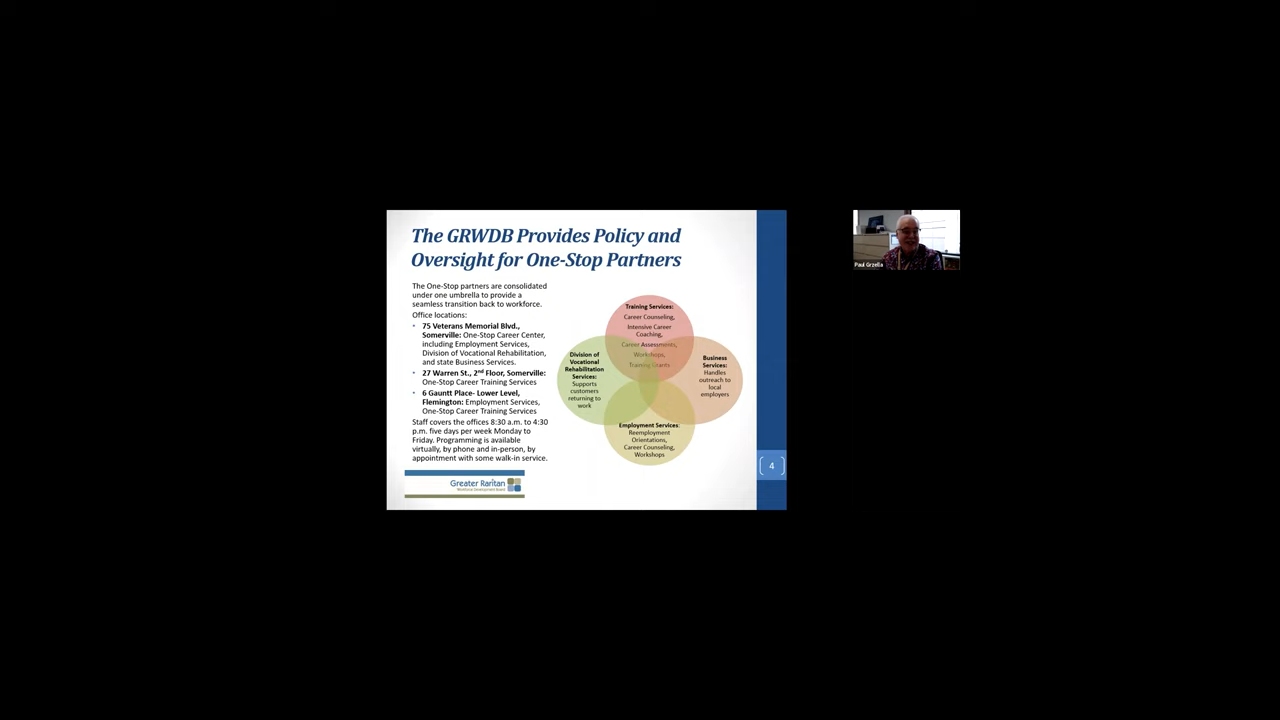 The GRWDB Provides Policy and
Oversight for One-Stop Partners
The One-Stop partners are consolidated
under one umbrella to provide a
seamless transition back to workforce.
Office locations:
• 75 Veterans Memorial Blvd.,
Somerville: One-Stop Career Center,
including Employment Services,
Division of Vocational Rehabilitation,
and state Business Services.
• 27 Warren St., 2nd Floor, Somerville:
One-Stop Career Training Services
• 6 Gauntt Place- Lower Level,
Flemington: Employment Services,
One-Stop Career Training Services
Staff covers the offices 8:30 a.m. to 4:30
p.m. five days per week Monday to
Friday. Programming is available
virtually, by phone and in-person, by
appointment with some walk-in service.
Greater Raritan
Workforce Development Board
Training Services:
Career Counseling,
Intensive Career
Coaching,
Career Assessments,
Workshops,
Training Grants
Division of
Vocational
Rehabilitation
Services:
Supports
customers
returning to
work
Business
Services:
Handles
outreach to
local
employers
Employment Services:
Reemployment
Orientations,
Career Counseling,
Workshops
4
Paul Grzella